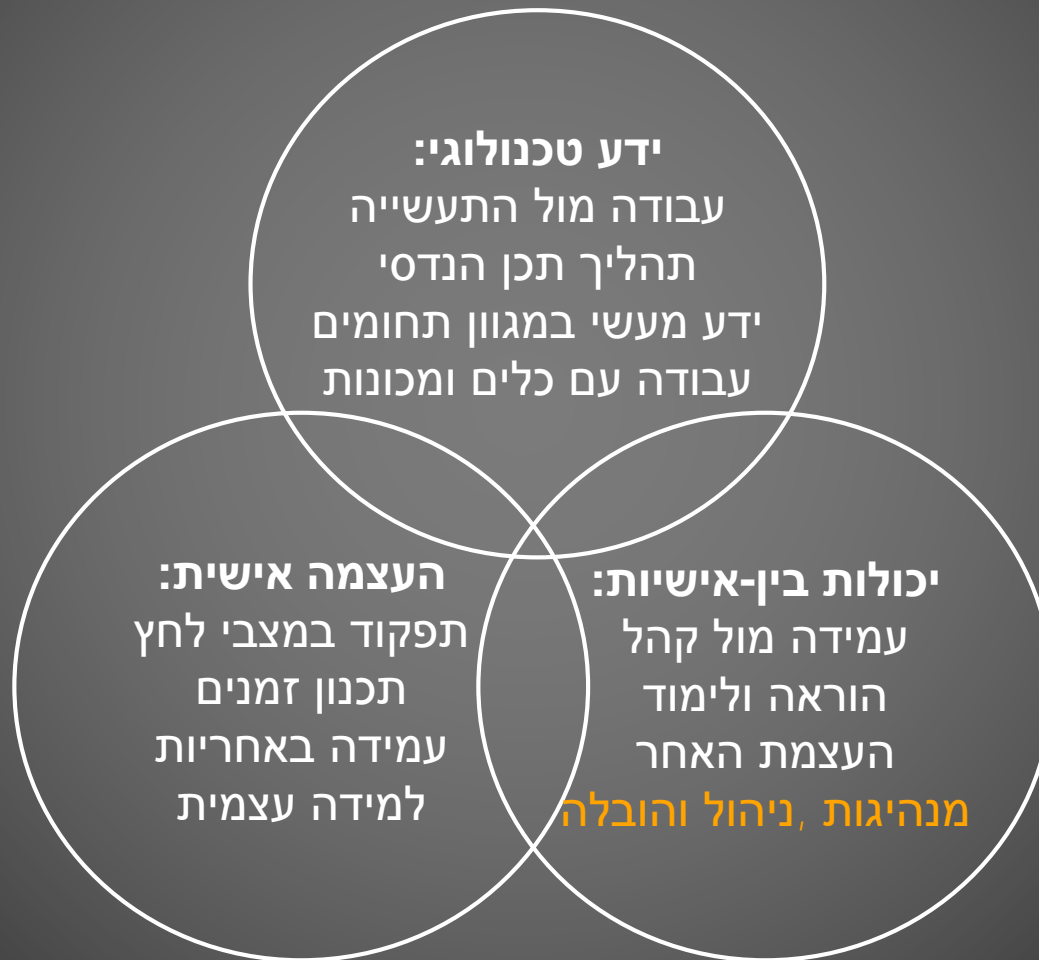 ידע טכנולוגי:
עבודה מול התעשייה
תהליך תכן הנדסי
ידע מעשי במגוון תחומים
עבודה עם כלים ומכונות
יכולות בין-אישיות:
עמידה מול קהל
הוראה ולימוד
העצמת האחר
מנהיגות ,ניהול והובלה
העצמה אישית:
תפקוד במצבי לחץ
תכנון זמנים
עמידה באחריות
למידה עצמית